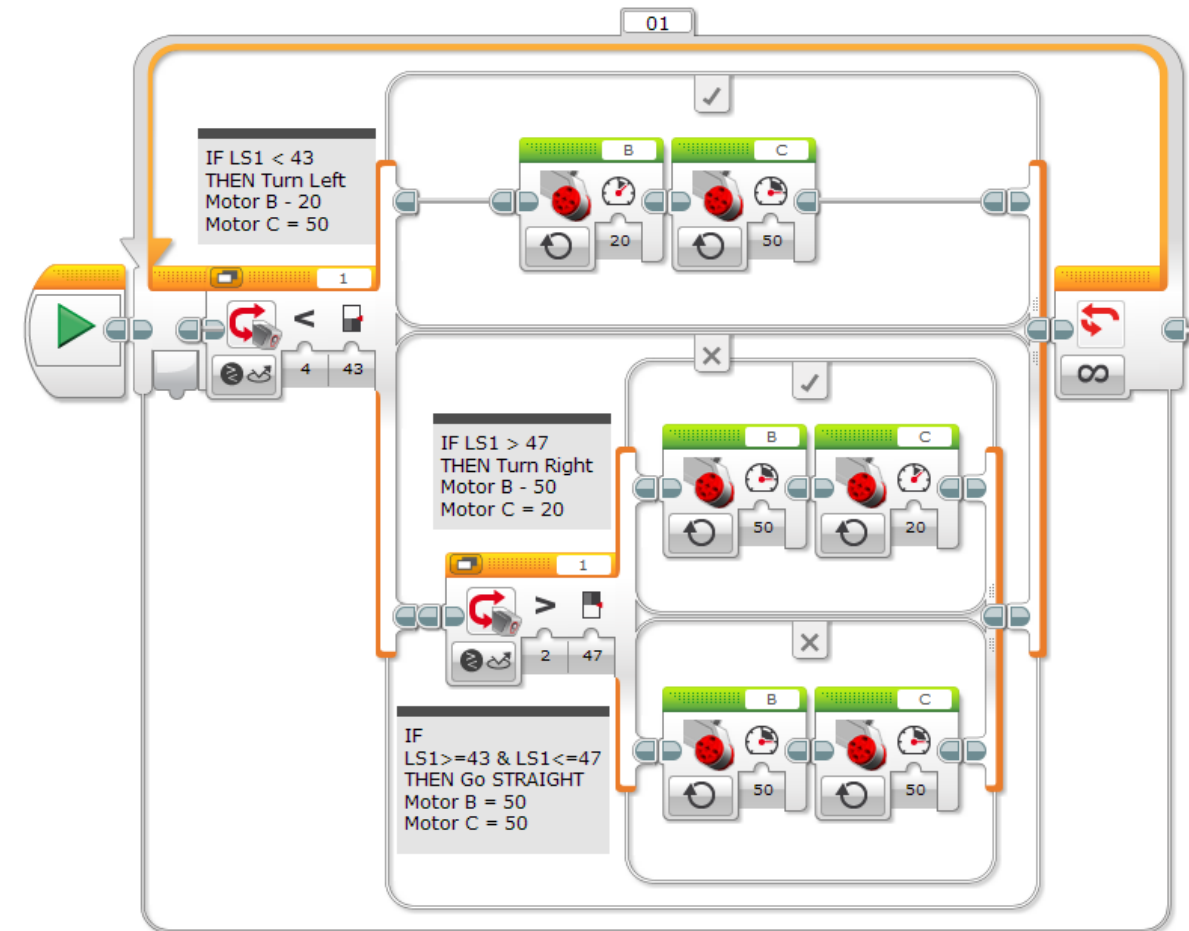 01
IF LS1 < 43
THEN Turn Left
Motor B - 20
Motor C = 50
B
C
20
50
1
<
4
43
∞
IF LS1 > 47
THEN Turn Right
Motor B - 50
Motor C = 20
B
C
50
20
1
>
2
47
IF
LS1>=43 & LS1<=47
THEN Go STRAIGHT
Motor B = 50
Motor C = 50
B
C
50
50